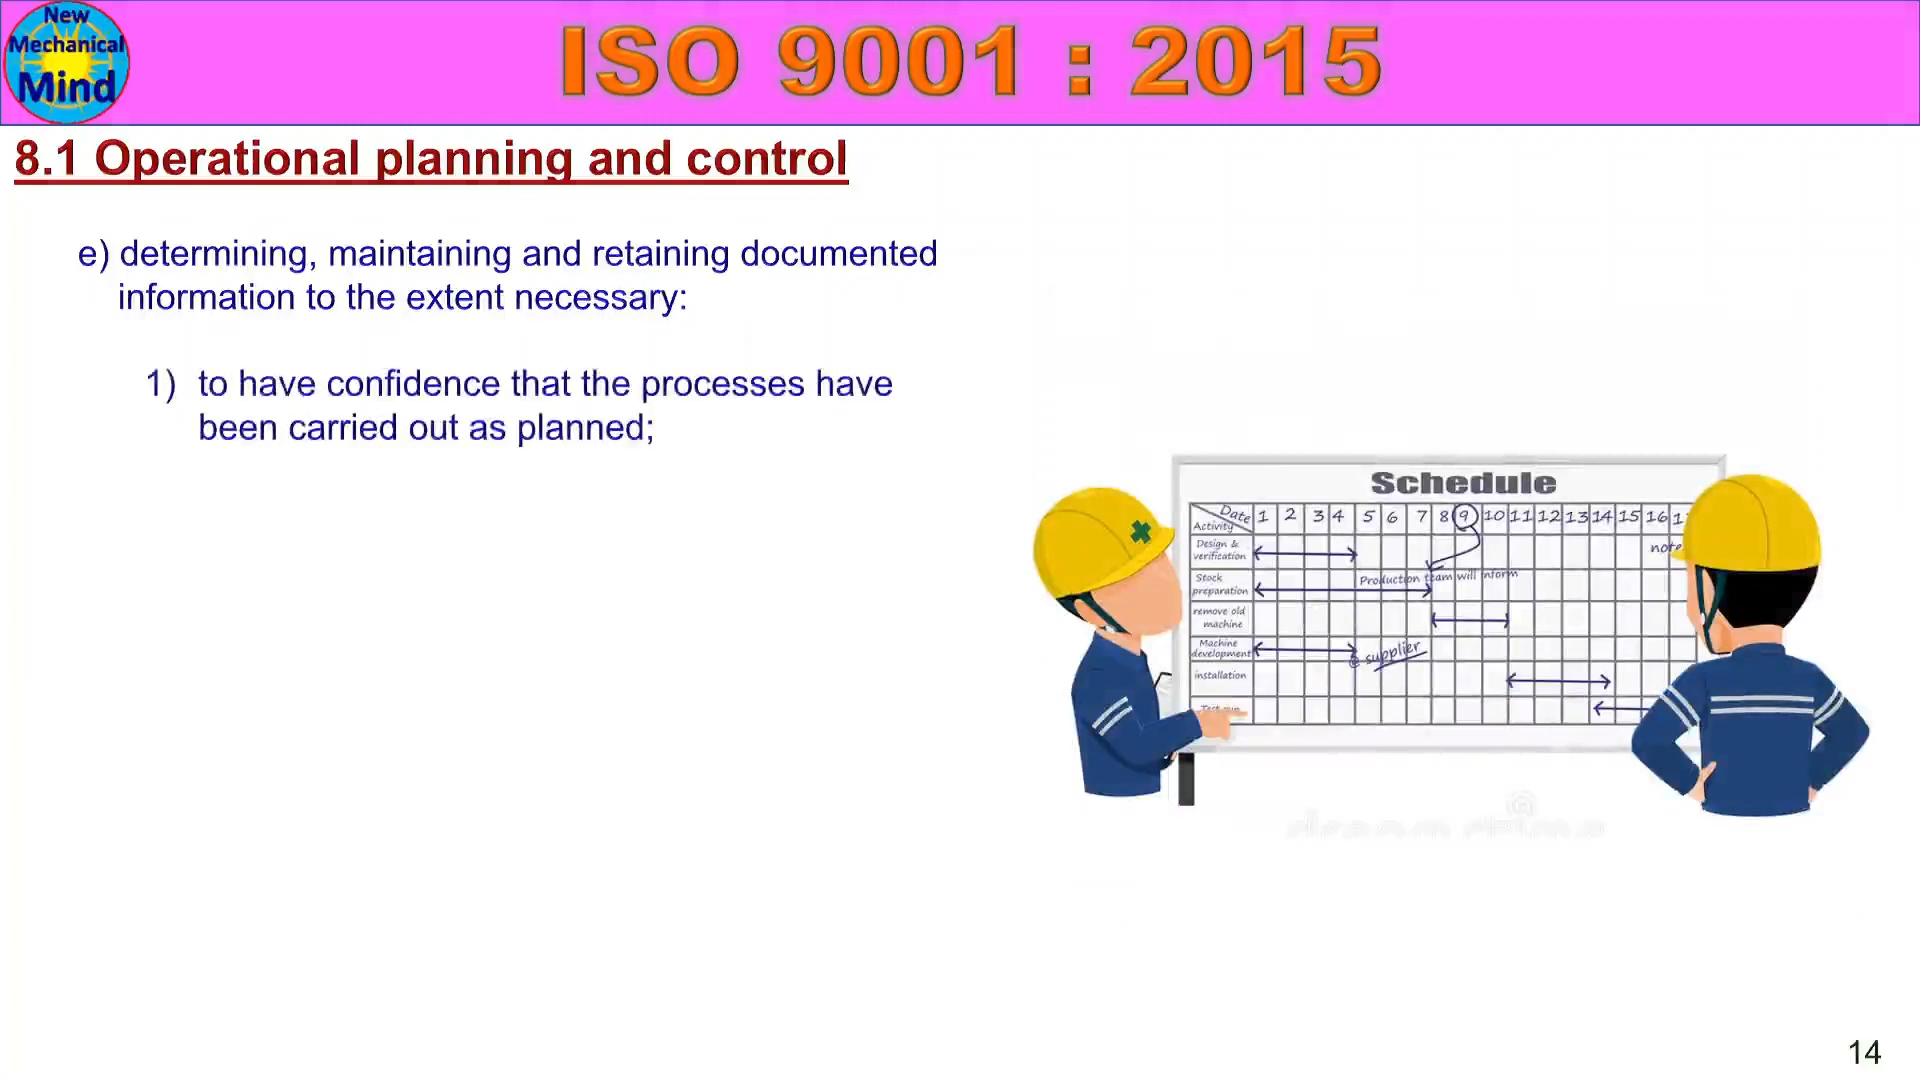 New
Mechanical
Mind
ISO 9001 : 2015
8.1 Operational planning and control
e) determining, maintaining and retaining documented
information to the extent necessary:
1) to have confidence that the processes have
been carried out as planned;
Schedule
Date
Activity
1 2 3 4 5 6 7 8 9 10 11 12 13 14 15 16
Design &
verification
note
Stock
preparation
Production team will inform
remove old
machine
Machine
development
@ supplier
installation
14